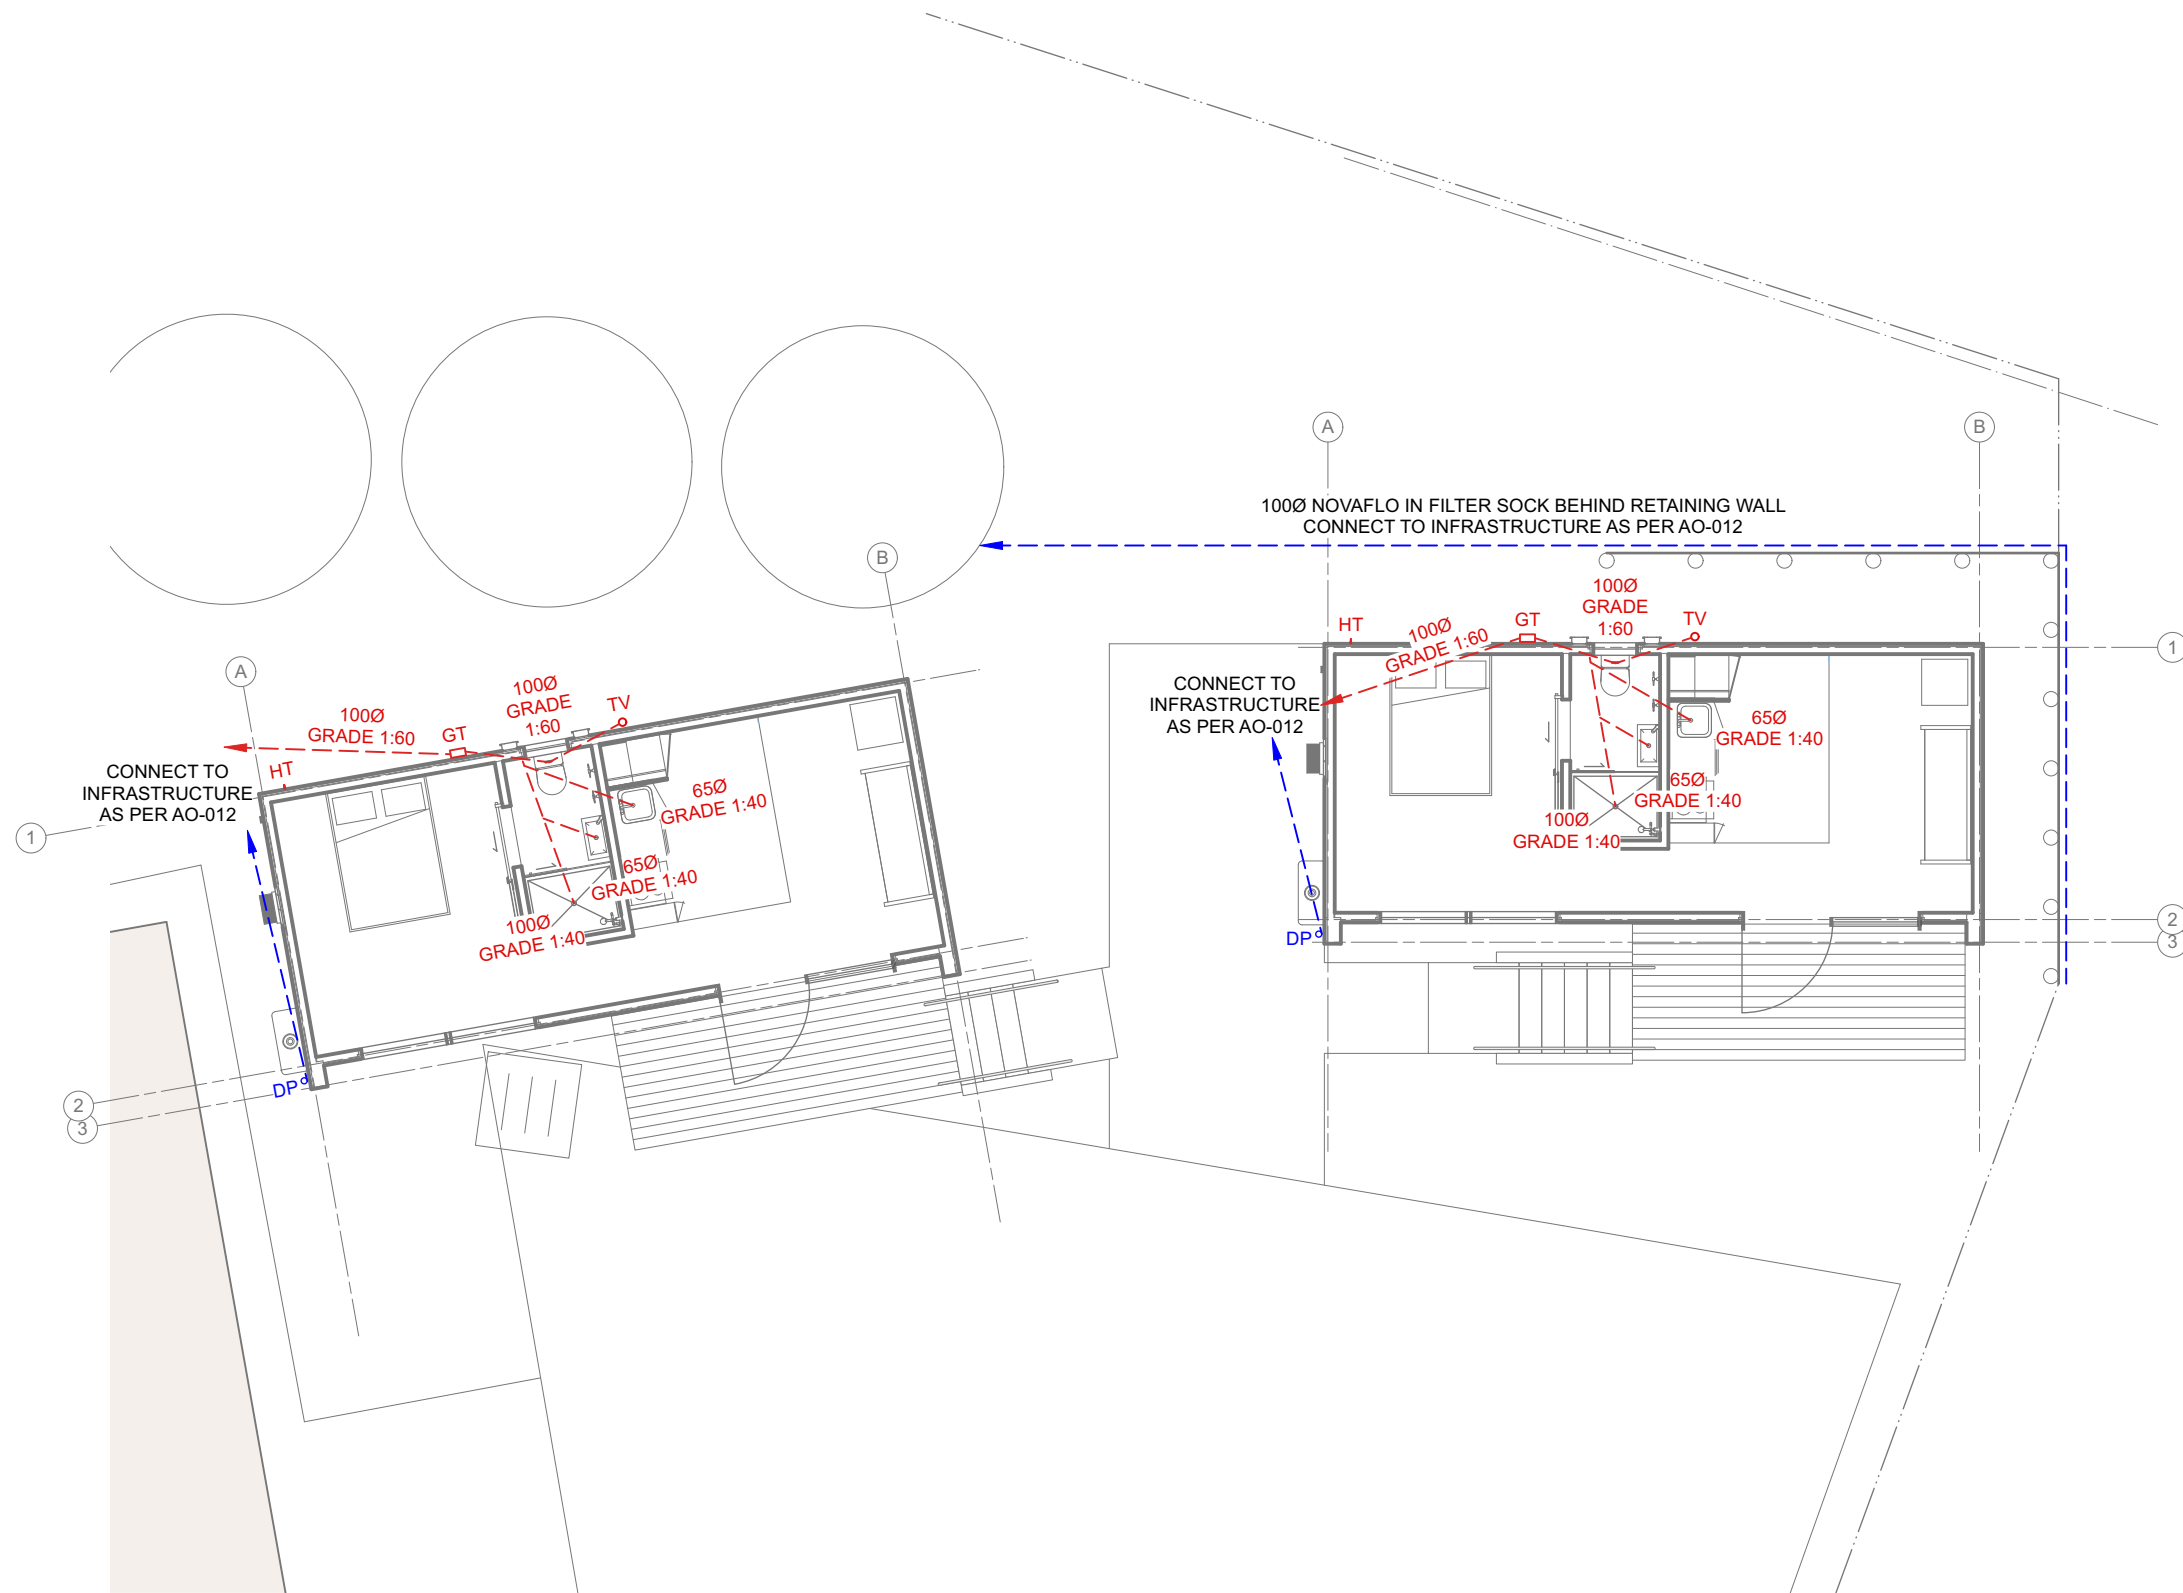 A
B
100Ø NOVAFLO IN FILTER SOCK BEHIND RETAINING WALL
CONNECT TO INFRASTRUCTURE AS PER AO-012
B
A
1
2
3
HT
100Ø
GRADE 1:60
GT
100Ø
GRADE
1:60
TV
CONNECT TO
INFRASTRUCTURE
AS PER AO-012
65Ø
GRADE 1:40
65Ø
GRADE 1:40
100Ø
GRADE 1:40
DP
100Ø
GRADE 1:60
GT
100Ø
GRADE
1:60
TV
HT
CONNECT TO
INFRASTRUCTURE
AS PER AO-012
65Ø
GRADE 1:40
65Ø
GRADE 1:40
100Ø
GRADE 1:40
DP
1
2
3